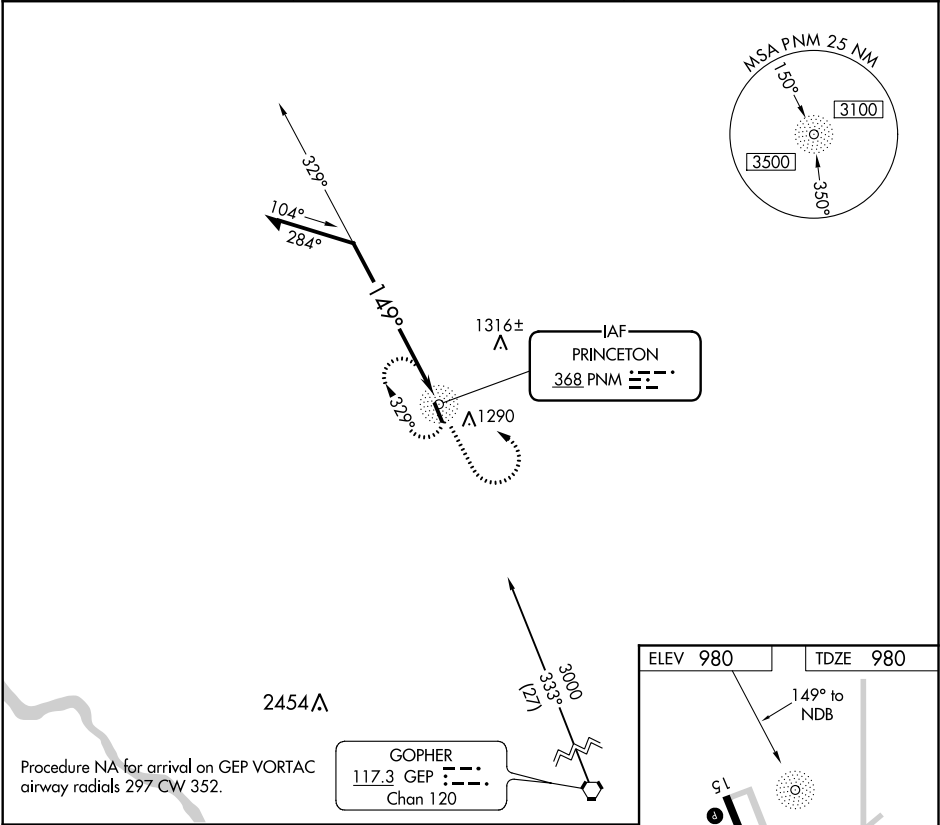 MSA PNM 25 NM
150°
3100
3500
350°
329°
104°
284°
149°
1316±
IAF
PRINCETON
368 PNM
329°
1290
3000
333°
(27)
2454
GOPHER
117.3 GEP
Chan 120
Procedure NA for arrival on GEP VORTAC
airway radials 297 CW 352.
ELEV 980
TDZE 980
149° to
NDB
15
P